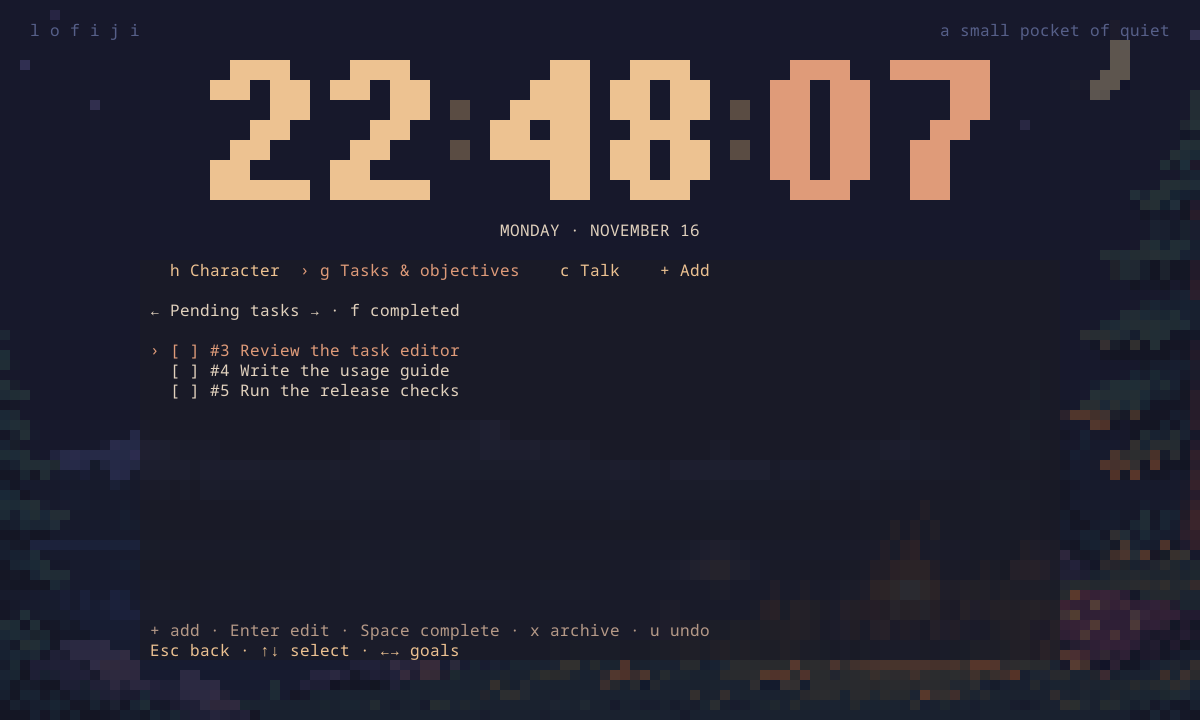 l o f i j i
a small pocket of quiet
22:48:07
MONDAY · NOVEMBER 16
h Character › g Tasks & objectives c Talk + Add
← Pending tasks → · f completed
› [ ] #3 Review the task editor
[ ] #4 Write the usage guide
[ ] #5 Run the release checks
+ add · Enter edit · Space complete · x archive · u undo
Esc back · ↑↓ select · ←→ goals